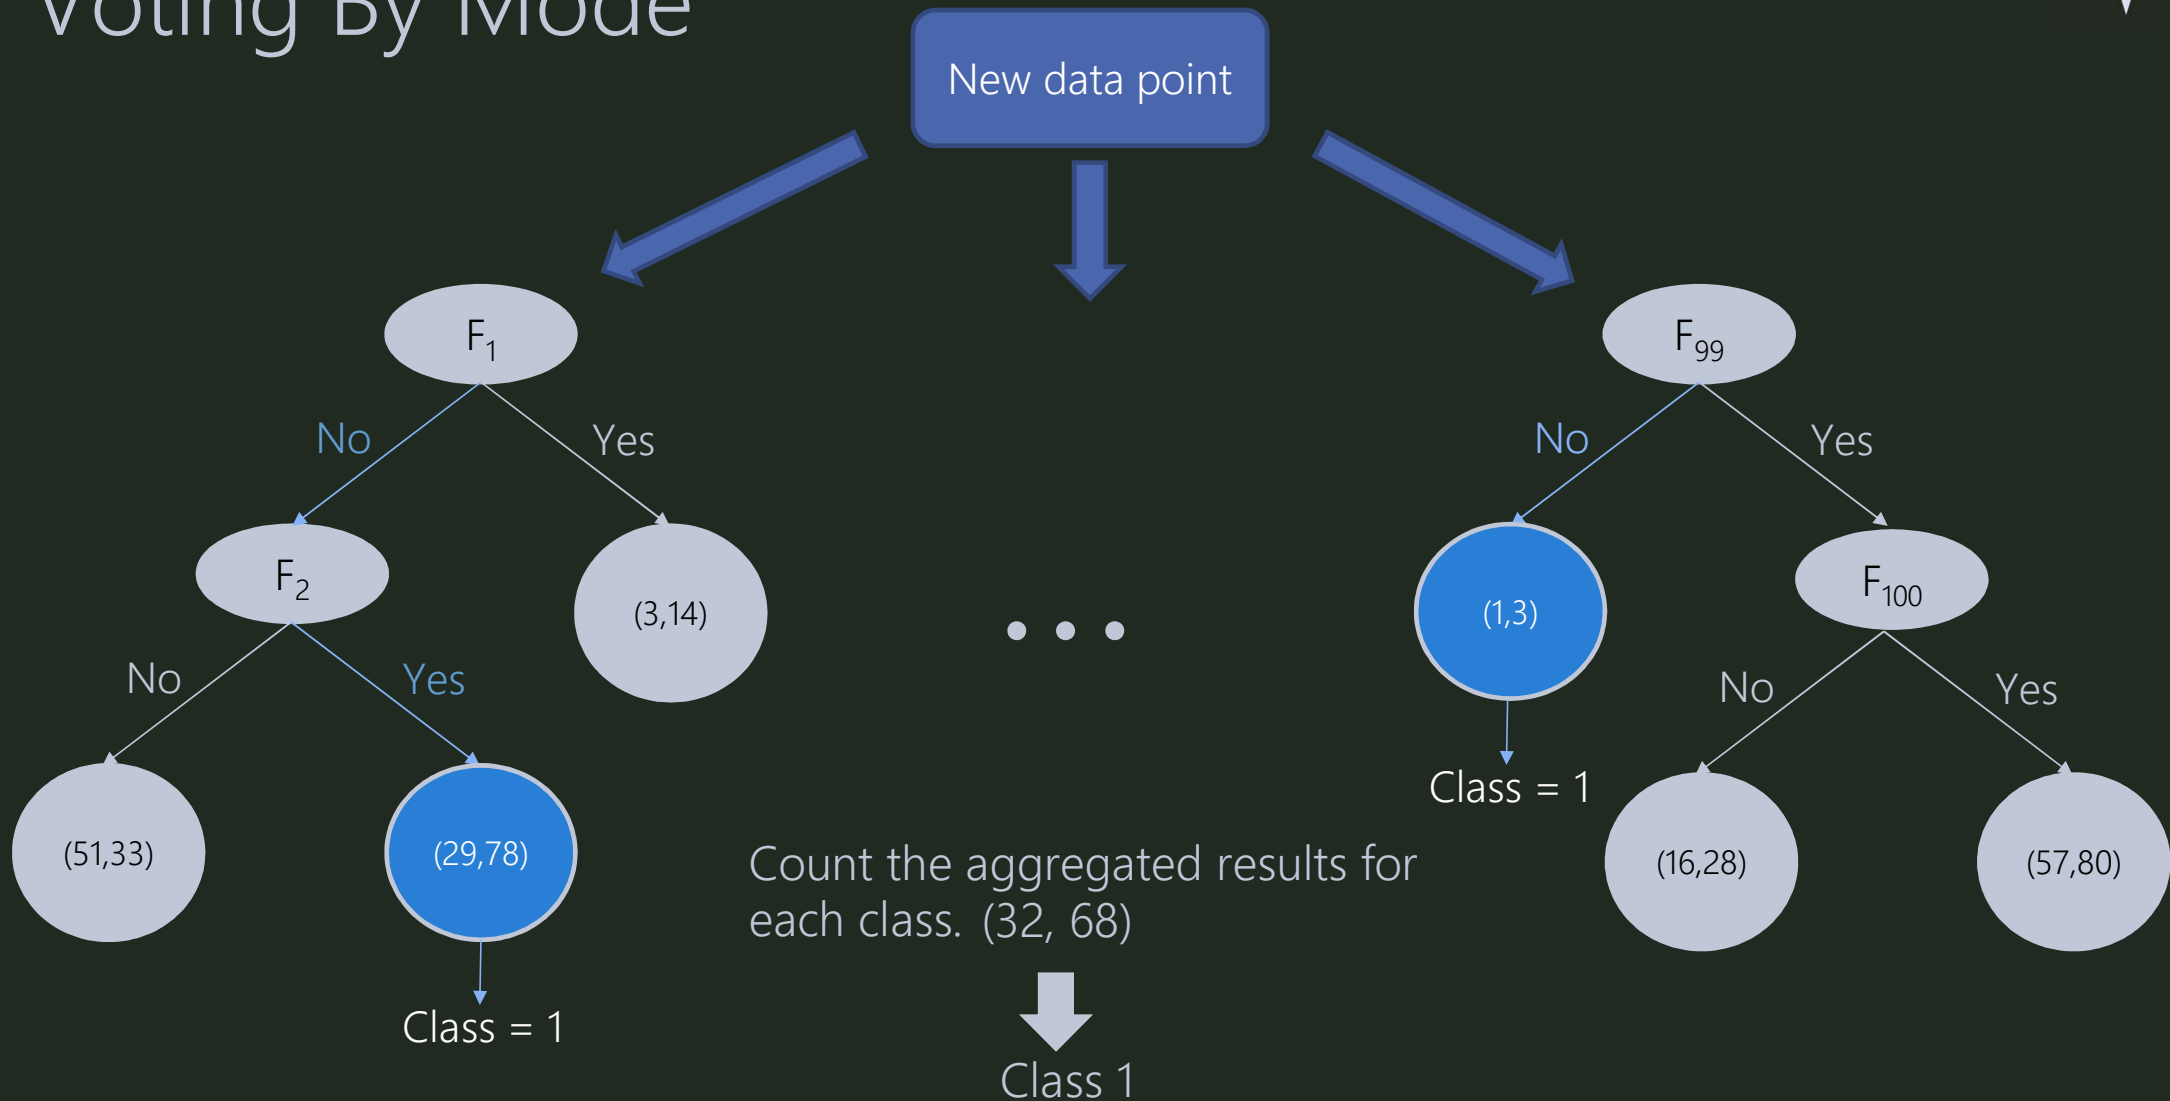 Voting By Mode
New data point
F1
F99
No
Yes
No
Yes
F2
(3,14)
(1,3)
F100
No
Yes
No
Yes
Class = 1
(51,33)
(29,78)
(16,28)
(57,80)
Count the aggregated results for
each class. (32, 68)
Class = 1
Class 1